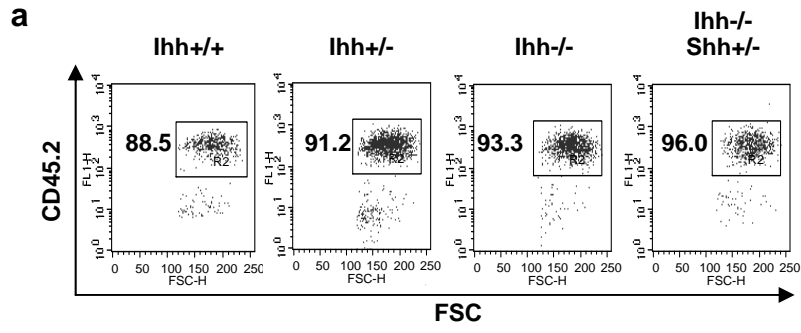 a
Ihh+/+
Ihh+/-
Ihh-/-
Ihh-/-
Shh+/-
CD45.2
FL1-H
10^0 10^1 10^2 10^3 10^4
88.5
R2
0 50 100 150 200 250
FSC-H
FL1-H
10^0 10^1 10^2 10^3 10^4
91.2
R2
0 50 100 150 200 250
FSC-H
FL1-H
10^0 10^1 10^2 10^3 10^4
93.3
R2
0 50 100 150 200 250
FSC-H
FL1-H
10^0 10^1 10^2 10^3 10^4
96.0
R2
0 50 100 150 200 250
FSC-H
FSC